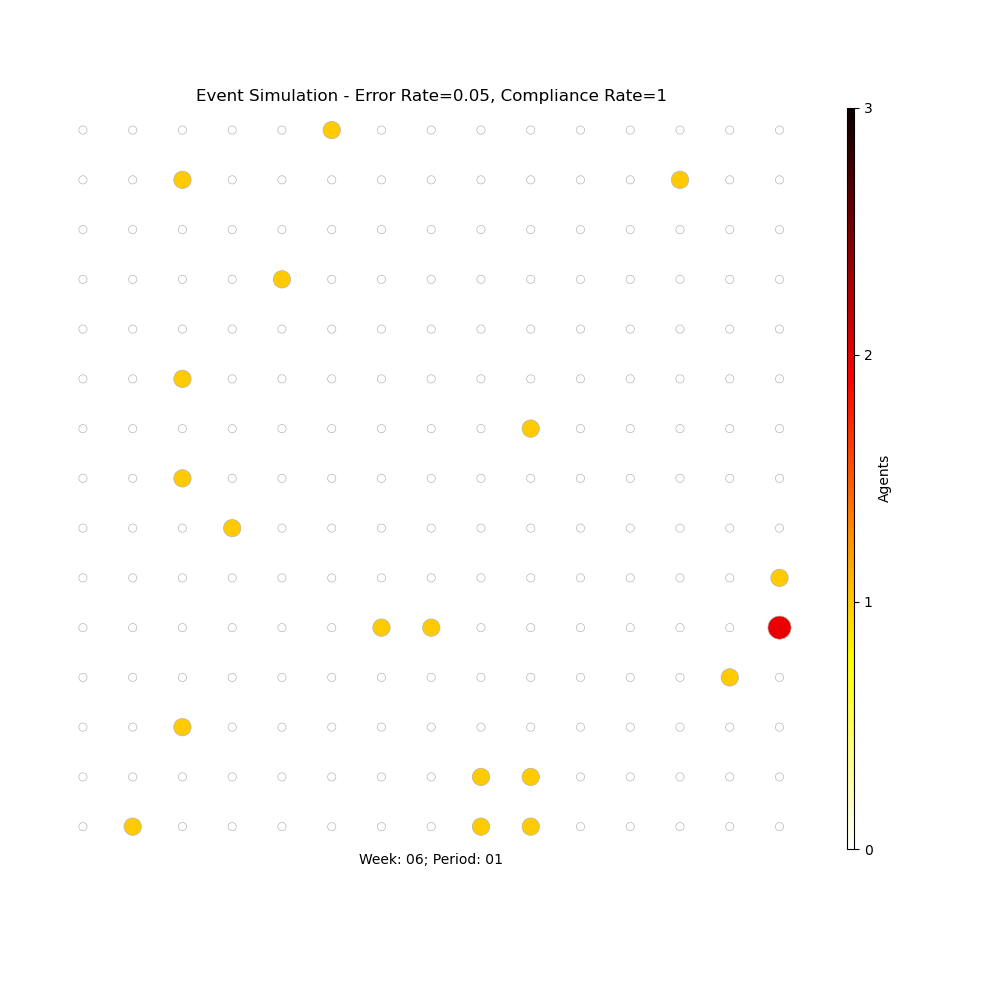 Event Simulation - Error Rate=0.05, Compliance Rate=1
3
2
Agents
1
0
Week: 06; Period: 01